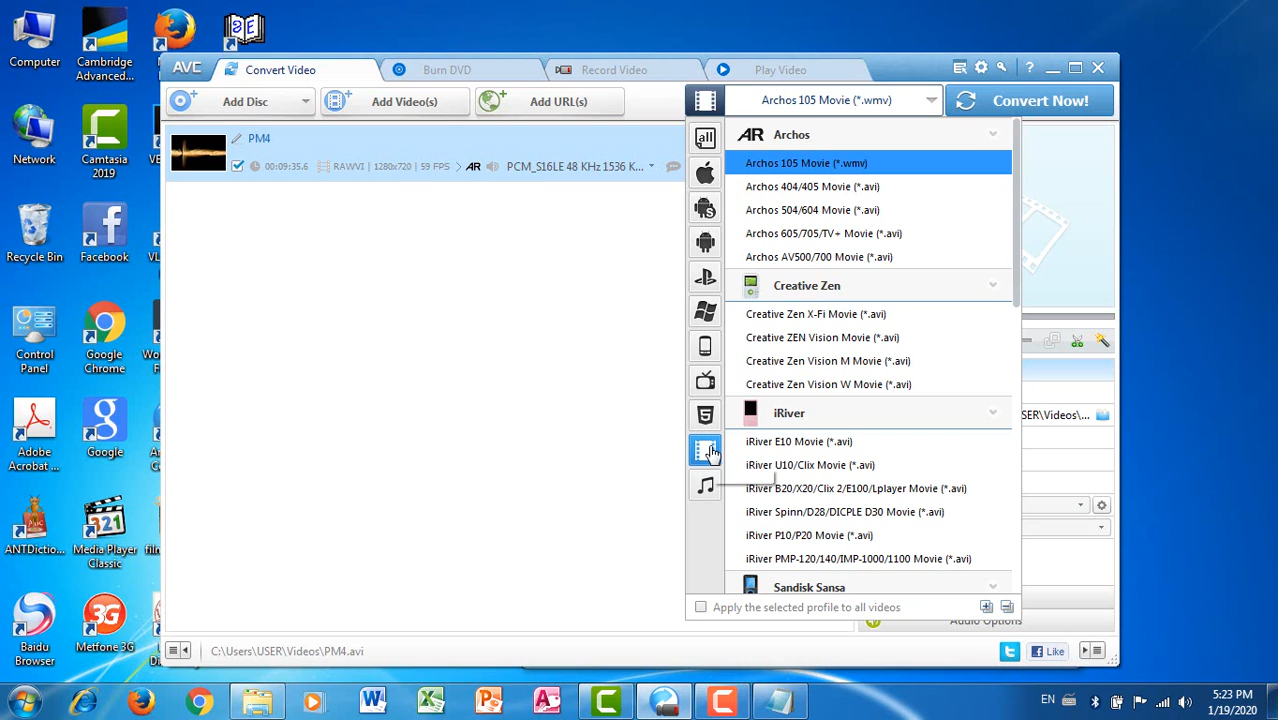 Computer
Cambridge
Advanced...
Network
Camtasia
2019
Recycle Bin
Facebook
Control
Panel
Google
Chrome
Adobe
Acrobat ...
Google
ANTDictio...
Media Player
Classic
Baidu
Browser
Metfone 3G
AVC
Convert Video
Burn DVD
Record Video
Play Video
?
Add Disc
Add Video(s)
Add URL(s)
Archos 105 Movie (*.wmv)
Convert Now!
PM4
00:09:35.6
RAWVI | 1280x720 | 59 FPS
AR
PCM_S16LE 48 KHz 1536 K...
all
AR Archos
Archos 105 Movie (*.wmv)
Archos 404/405 Movie (*.avi)
Archos 504/604 Movie (*.avi)
Archos 605/705/TV+ Movie (*.avi)
Archos AV500/700 Movie (*.avi)
Creative Zen
Creative Zen X-Fi Movie (*.avi)
Creative ZEN Vision Movie (*.avi)
Creative Zen Vision M Movie (*.avi)
Creative Zen Vision W Movie (*.avi)
iRiver
iRiver E10 Movie (*.avi)
iRiver U10/Clix Movie (*.avi)
iRiver B20/X20/Clix 2/E100/Lplayer Movie (*.avi)
iRiver Spinn/D28/DICPLE D30 Movie (*.avi)
iRiver P10/P20 Movie (*.avi)
iRiver PMP-120/140/IMP-1000/1100 Movie (*.avi)
Sandisk Sansa
Apply the selected profile to all videos
USER\Videos\...
Audio Options
C:\Users\USER\Videos\PM4.avi
Like
EN
5:23 PM
1/19/2020